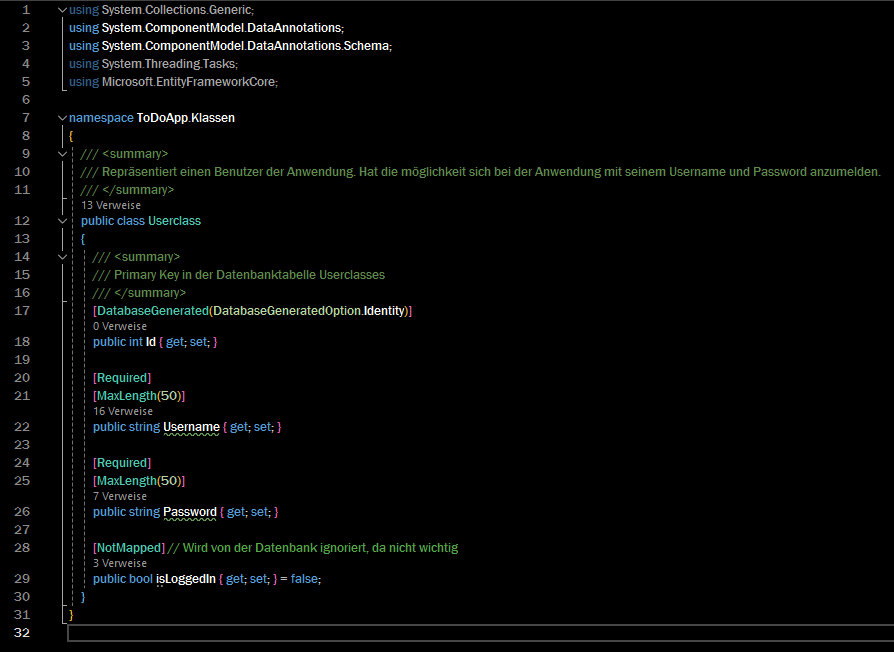 1 using System.Collections.Generic;
2 using System.ComponentModel.DataAnnotations;
3 using System.ComponentModel.DataAnnotations.Schema;
4 using System.Threading.Tasks;
5 using Microsoft.EntityFrameworkCore;
6
7 namespace ToDoApp.Klassen
8 {
9 /// <summary>
10 /// Repräsentiert einen Benutzer der Anwendung. Hat die möglichkeit sich bei der Anwendung mit seinem Username und Password anzumelden.
11 /// </summary>
13 Verweise
12 public class Userclass
13 {
14 /// <summary>
15 /// Primary Key in der Datenbanktabelle Userclasses
16 /// </summary>
17 [DatabaseGenerated(DatabaseGeneratedOption.Identity)]
0 Verweise
18 public int Id { get; set; }
19
20 [Required]
21 [MaxLength(50)]
16 Verweise
22 public string Username { get; set; }
23
24 [Required]
25 [MaxLength(50)]
7 Verweise
26 public string Password { get; set; }
27
28 [NotMapped] // Wird von der Datenbank ignoriert, da nicht wichtig
3 Verweise
29 public bool isLoggedIn { get; set; } = false;
30 }
31 }
32